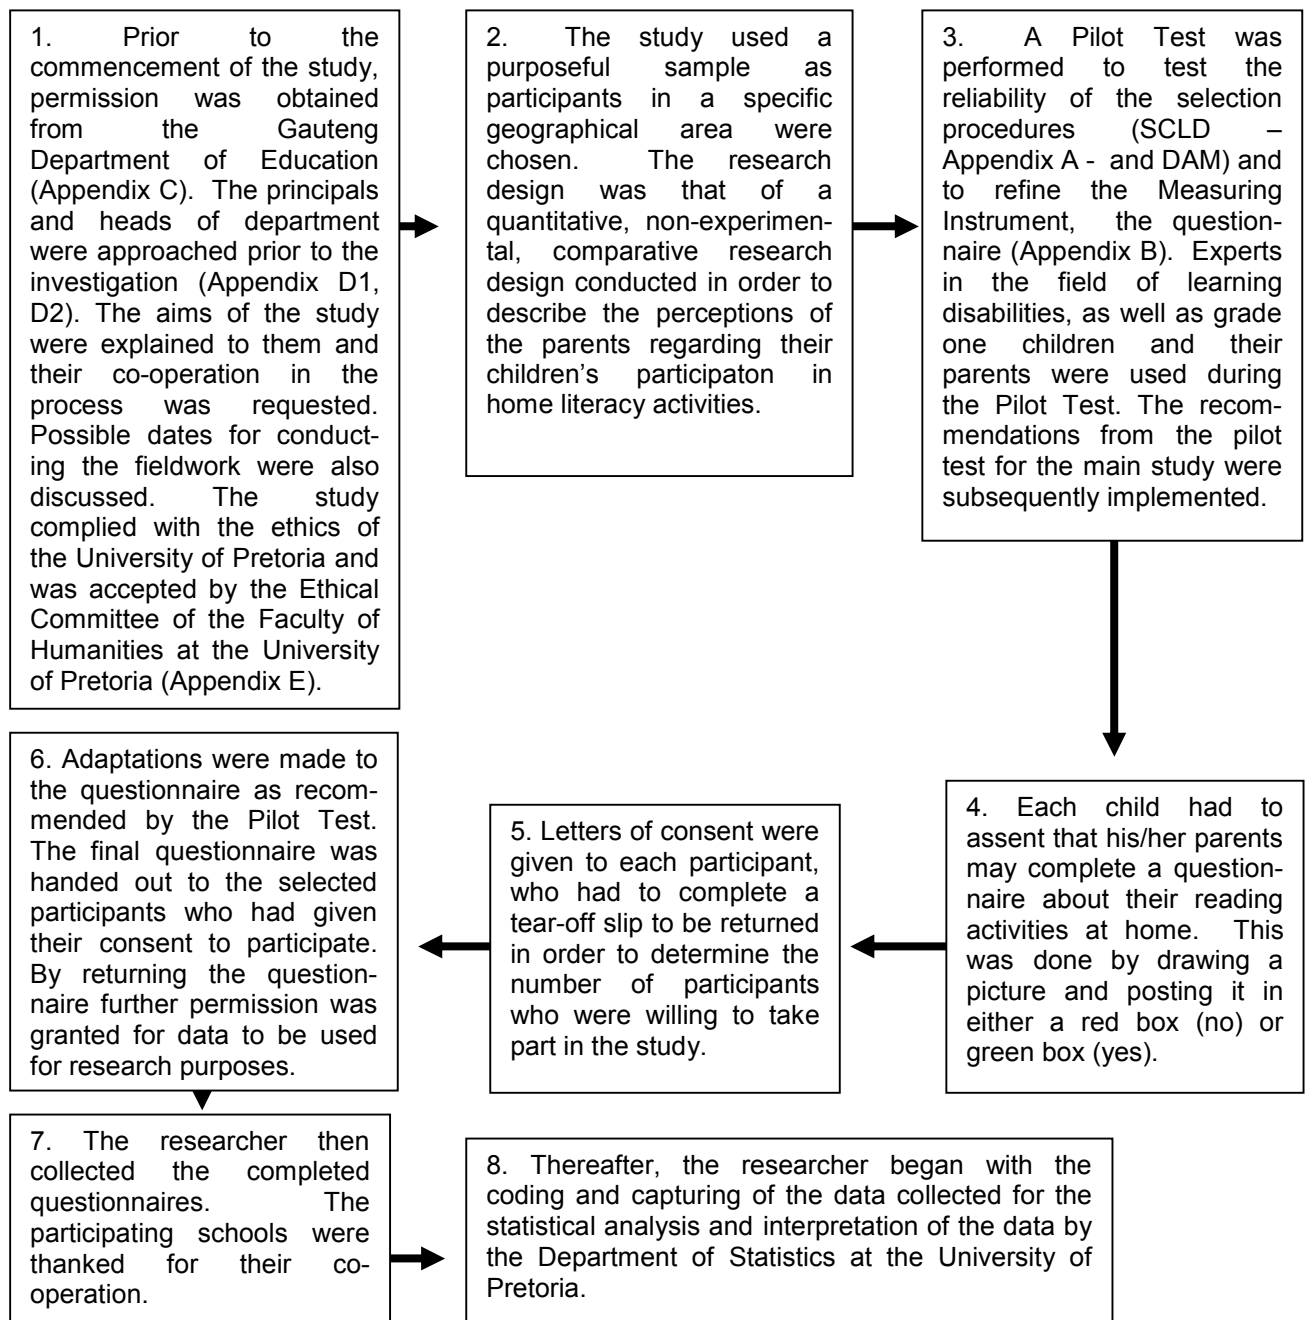 1. Prior to the
commencement of the study,
permission was obtained
from the Gauteng
Department of Education
(Appendix C). The principals
and heads of department
were approached prior to the
investigation (Appendix D1,
D2). The aims of the study
were explained to them and
their co-operation in the
process was requested.
Possible dates for conduct-
ing the fieldwork were also
discussed. The study
complied with the ethics of
the University of Pretoria and
was accepted by the Ethical
Committee of the Faculty of
Humanities at the University
of Pretoria (Appendix E).
2. The study used a
purposeful sample as
participants in a specific
geographical area were
chosen. The research
design was that of a
quantitative, non-experimen-
tal, comparative research
design conducted in order to
describe the perceptions of
the parents regarding their
children's participaton in
home literacy activities.
3. A Pilot Test was
performed to test the
reliability of the selection
procedures (SCLD –
Appendix A - and DAM) and
to refine the Measuring
Instrument, the question-
naire (Appendix B). Experts
in the field of learning
disabilities, as well as grade
one children and their
parents were used during
the Pilot Test. The recom-
mendations from the pilot
test for the main study were
subsequently implemented.
4. Each child had to
assent that his/her parents
may complete a question-
naire about their reading
activities at home. This
was done by drawing a
picture and posting it in
either a red box (no) or
green box (yes).
5. Letters of consent were
given to each participant,
who had to complete a
tear-off slip to be returned
in order to determine the
number of participants
who were willing to take
part in the study.
6. Adaptations were made to
the questionnaire as recom-
mended by the Pilot Test.
The final questionnaire was
handed out to the selected
participants who had given
their consent to participate.
By returning the question-
naire further permission was
granted for data to be used
for research purposes.
7. The researcher then
collected the completed
questionnaires. The
participating schools were
thanked for their co-
operation.
8. Thereafter, the researcher began with the
coding and capturing of the data collected for the
statistical analysis and interpretation of the data by
the Department of Statistics at the University of
Pretoria.